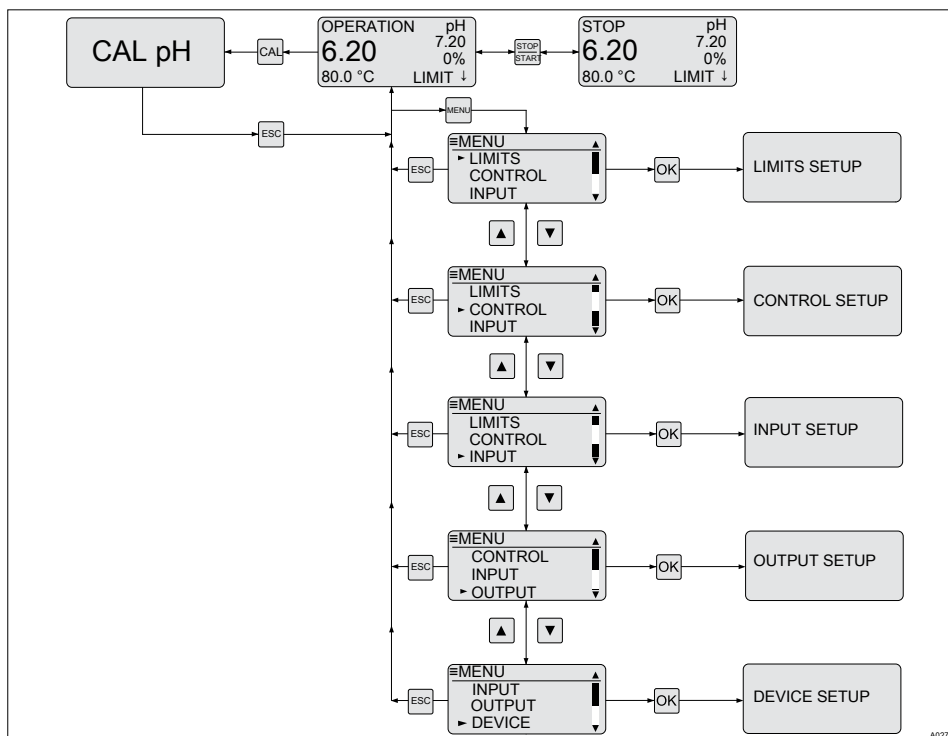 CAL pH
CAL
OPERATION pH
6.20 7.20
0%
80.0 °C LIMIT ↓
STOP
START
STOP pH
6.20 7.20
0%
80.0 °C LIMIT ↓
ESC
MENU
≡MENU ▲
► LIMITS
CONTROL
INPUT ▼
ESC
OK
LIMITS SETUP
▲ ▼
≡MENU ▲
LIMITS
► CONTROL
INPUT ▼
ESC
OK
CONTROL SETUP
▲ ▼
≡MENU ▲
LIMITS
CONTROL
► INPUT ▼
ESC
OK
INPUT SETUP
▲ ▼
≡MENU ▲
CONTROL
INPUT
► OUTPUT ▼
ESC
OK
OUTPUT SETUP
▲ ▼
≡MENU ▲
INPUT
OUTPUT
► DEVICE ▼
ESC
OK
DEVICE SETUP